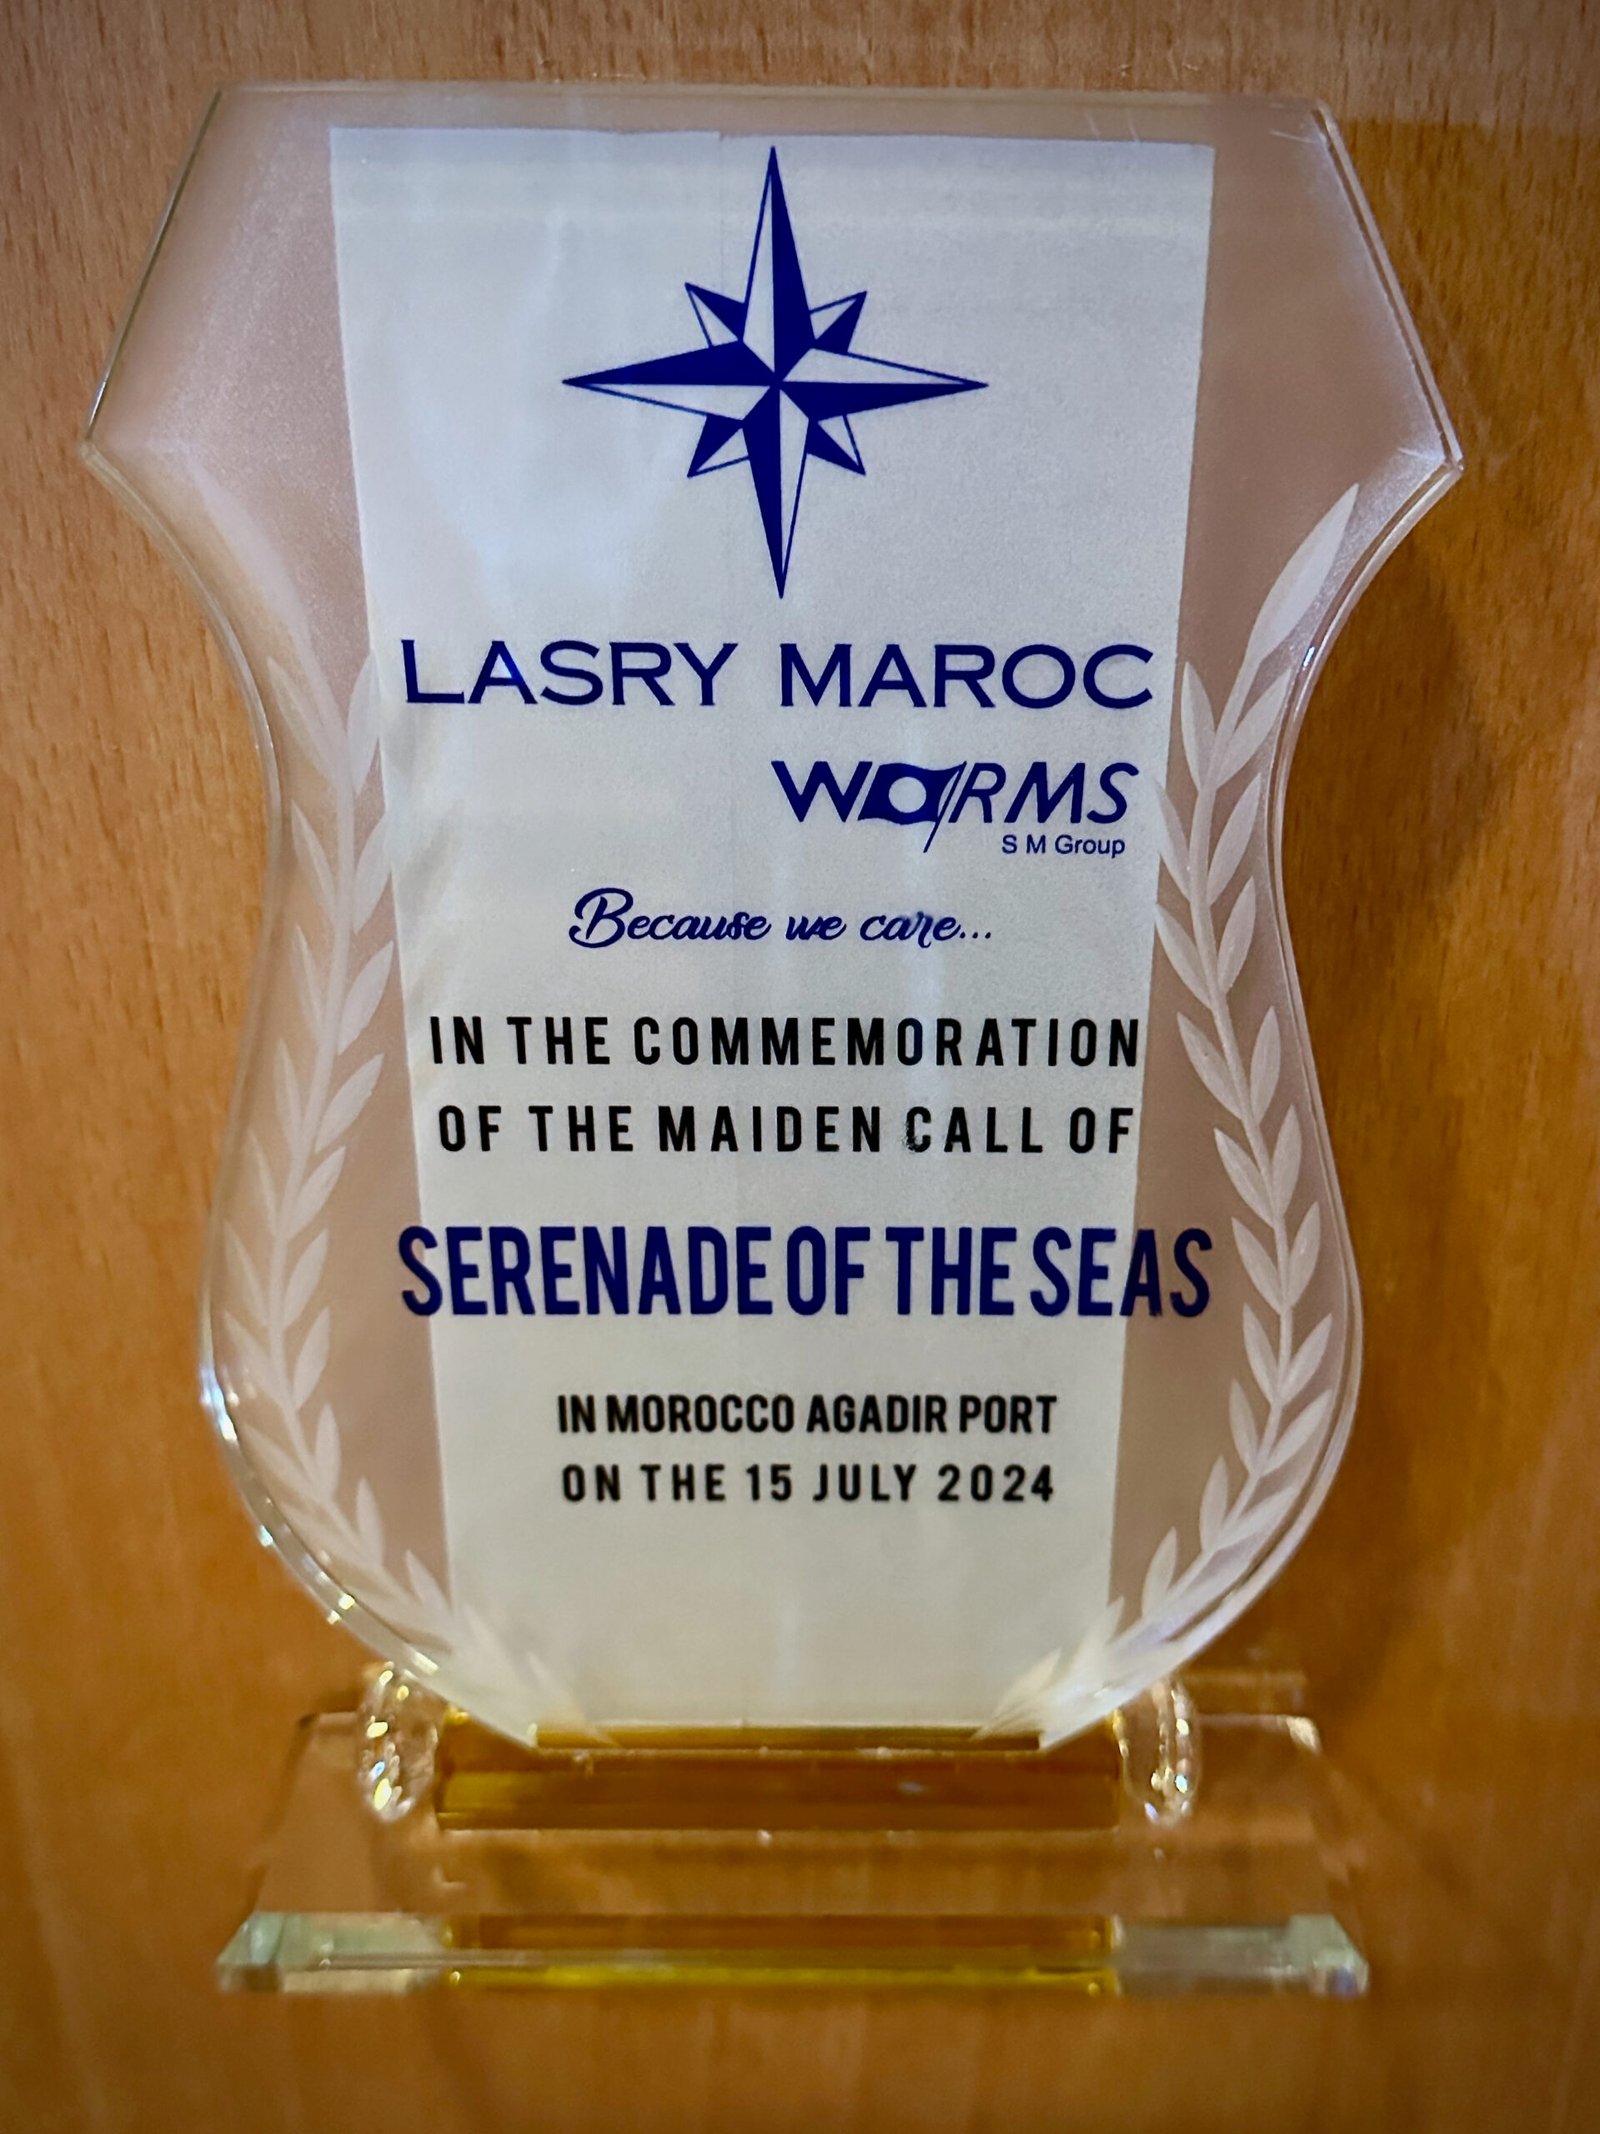 LASRY MAROC
WORMS
S M Group
Because we care...
IN THE COMMEMORATION
OF THE MAIDEN CALL OF
SERENADE OF THE SEAS
IN MOROCCO AGADIR PORT
ON THE 15 JULY 2024